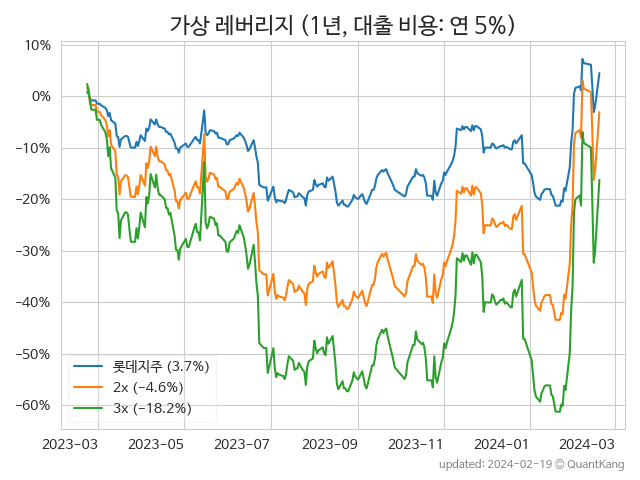 가상 레버리지 (1년, 대출 비용: 연 5%)
10%
0%
−10%
−20%
−30%
−40%
−50%
−60%
롯데지주 (3.7%)
2x (−4.6%)
3x (−18.2%)
2023-03 2023-05 2023-07 2023-09 2023-11 2024-01 2024-03
updated: 2024-02-19 © QuantKang